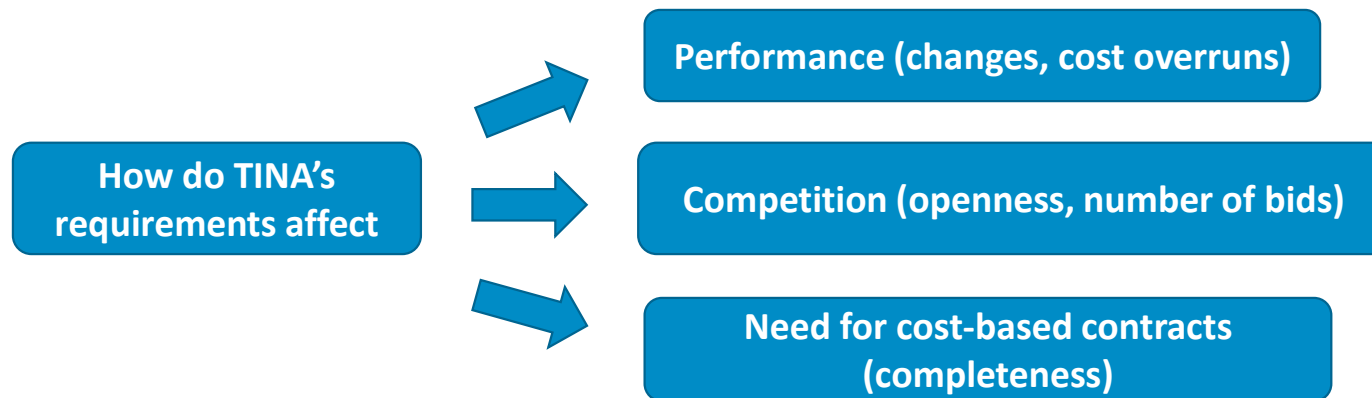 How do TINA’s
requirements affect
Performance (changes, cost overruns)
Competition (openness, number of bids)
Need for cost-based contracts
(completeness)